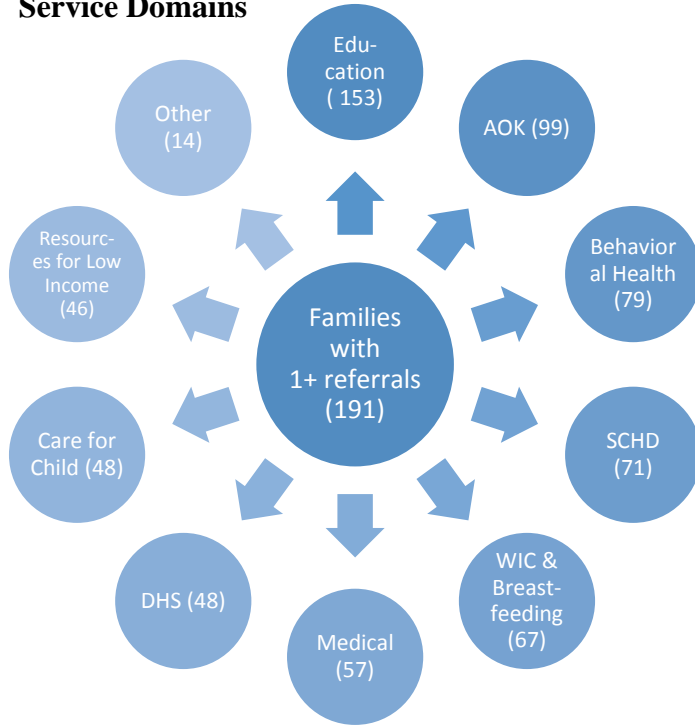 Service Domains
Edu-
cation
( 153)
AOK (99)
Behavior
al Health
(79)
SCHD
(71)
WIC &
Breast-
feeding
(67)
Medical
(57)
DHS (48)
Care for
Child (48)
Resourc-
es for Low
Income
(46)
Other
(14)
Families
with
1+ referrals
(191)